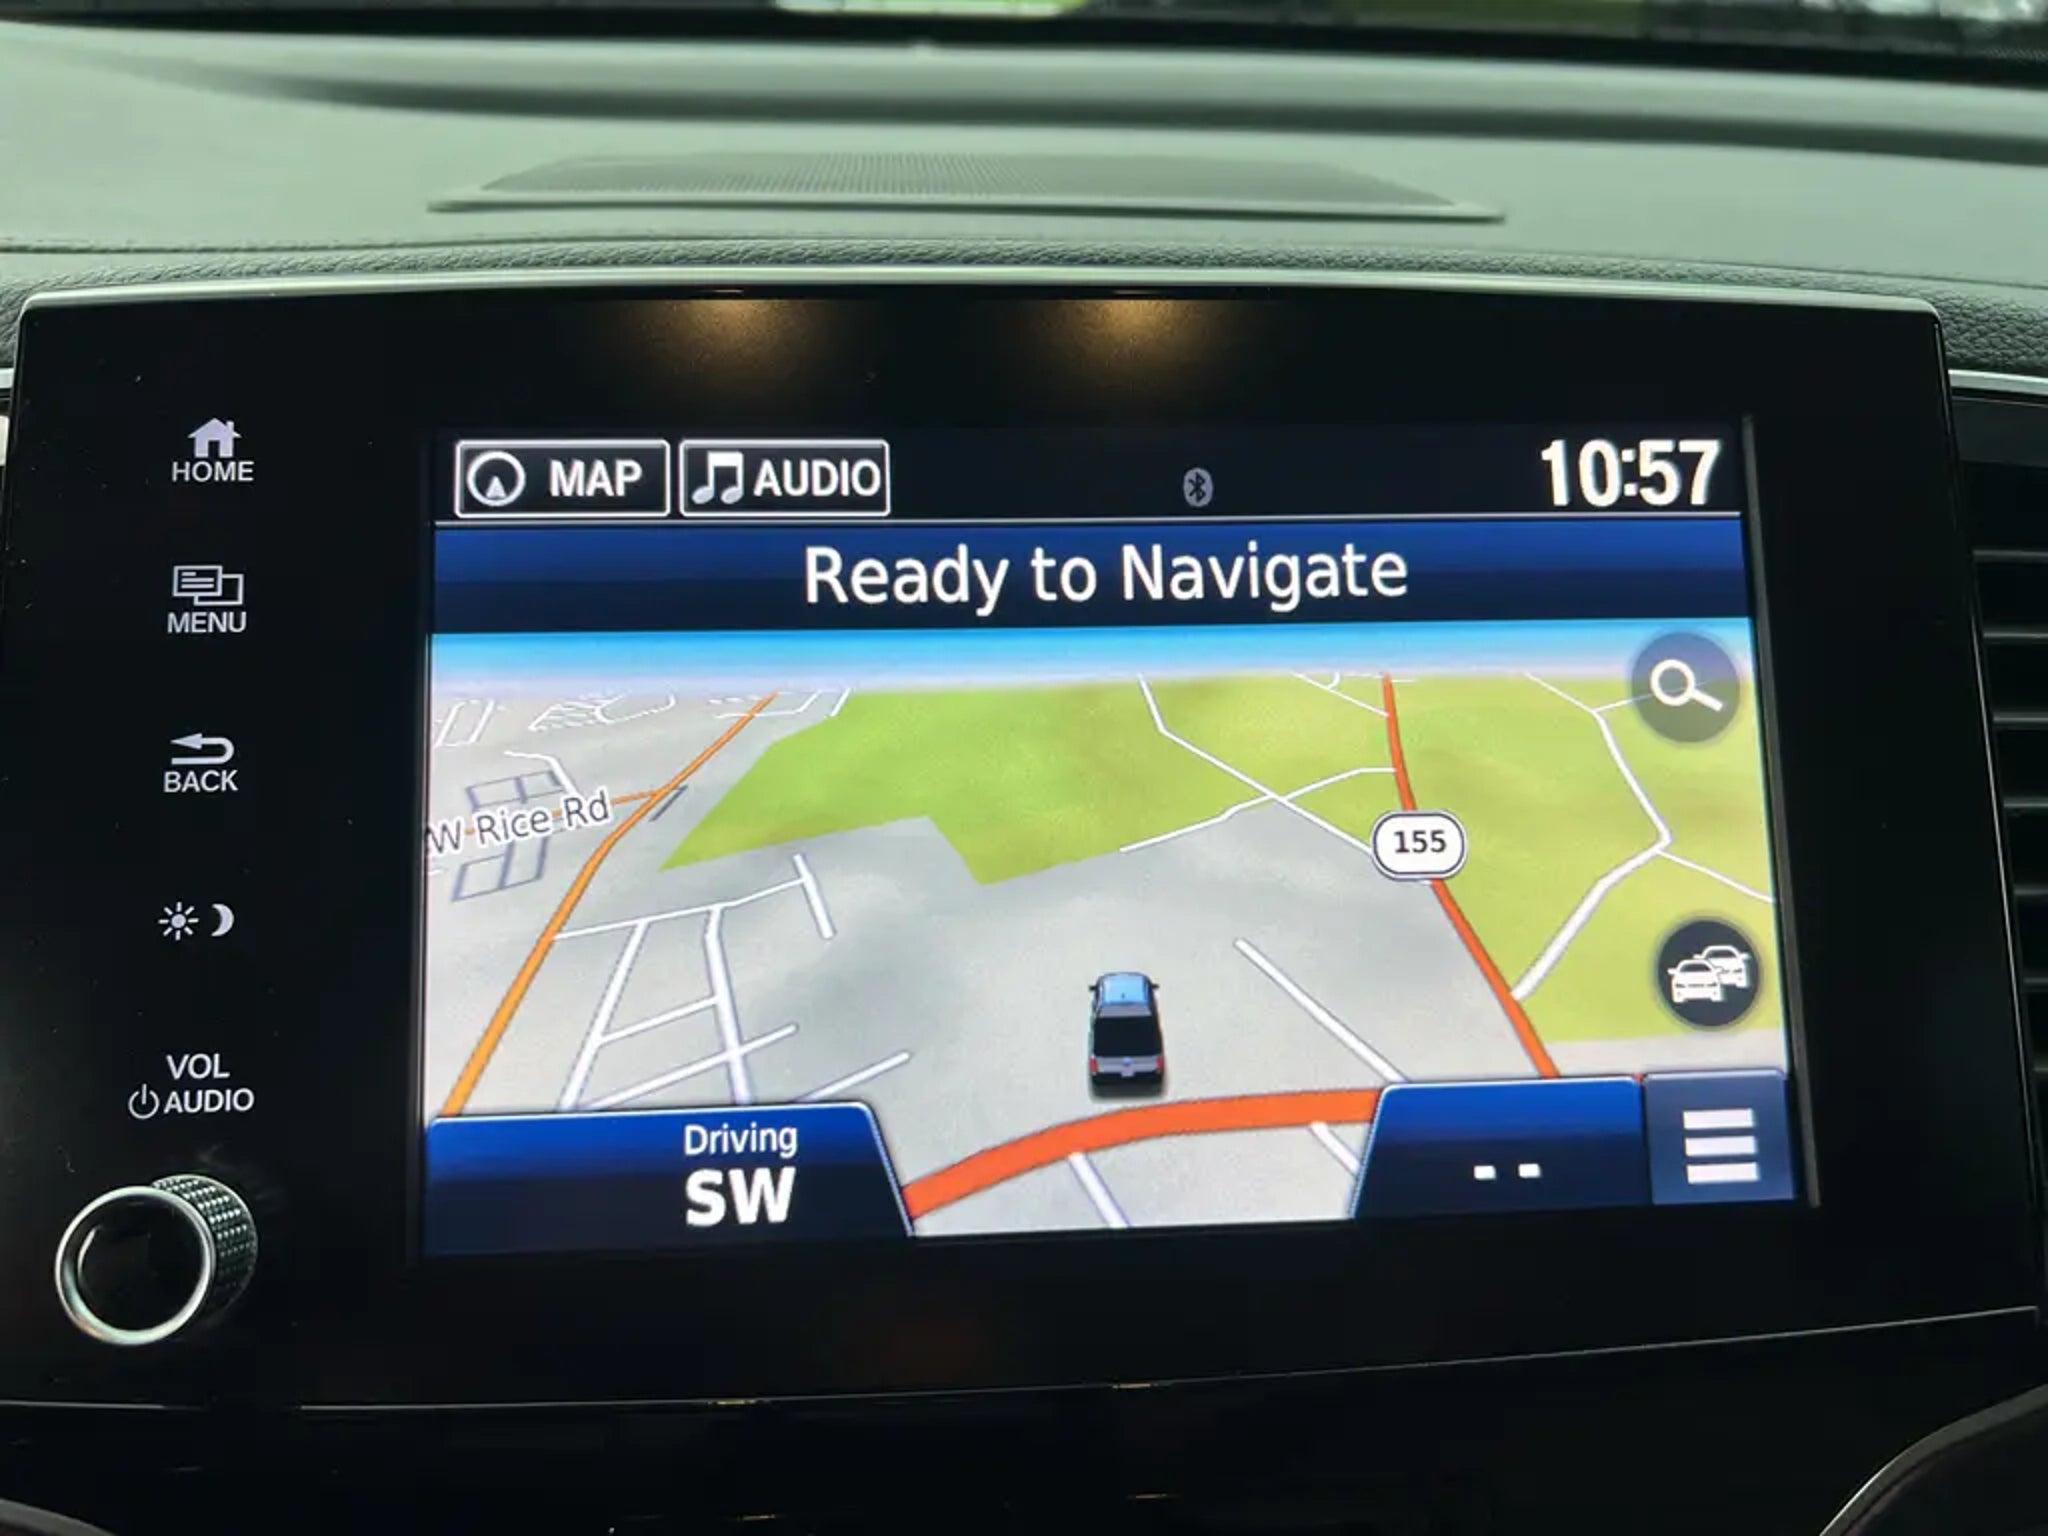 HOME
MENU
BACK
VOL
AUDIO
MAP
AUDIO
10:57
Ready to Navigate
W Rice Rd
155
Driving
SW
--